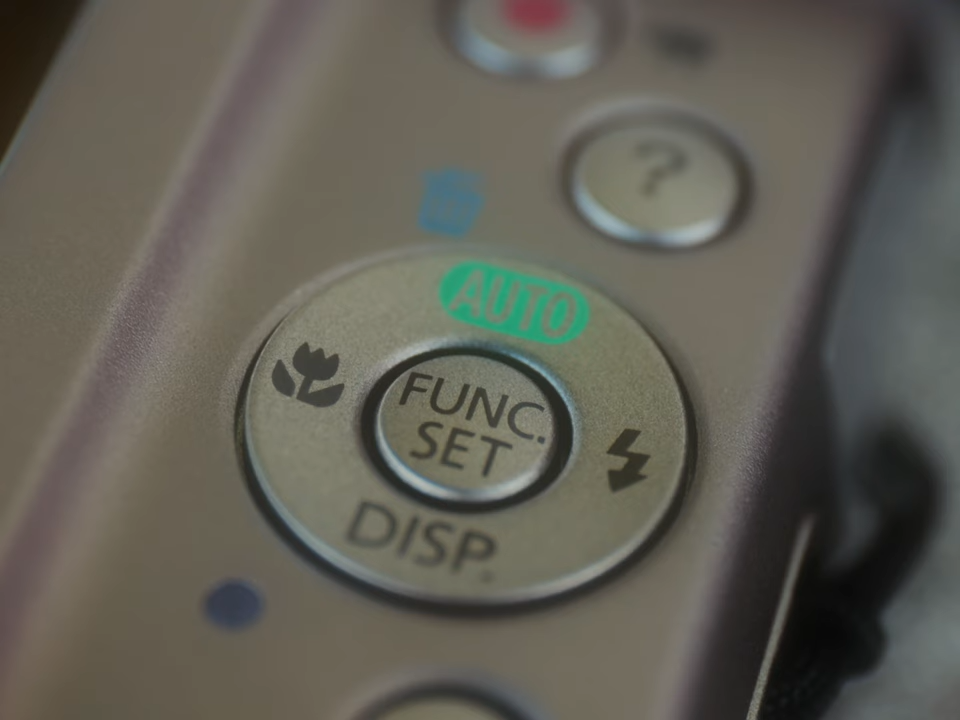 ?
AUTO
FUNC.
SET
DISP.